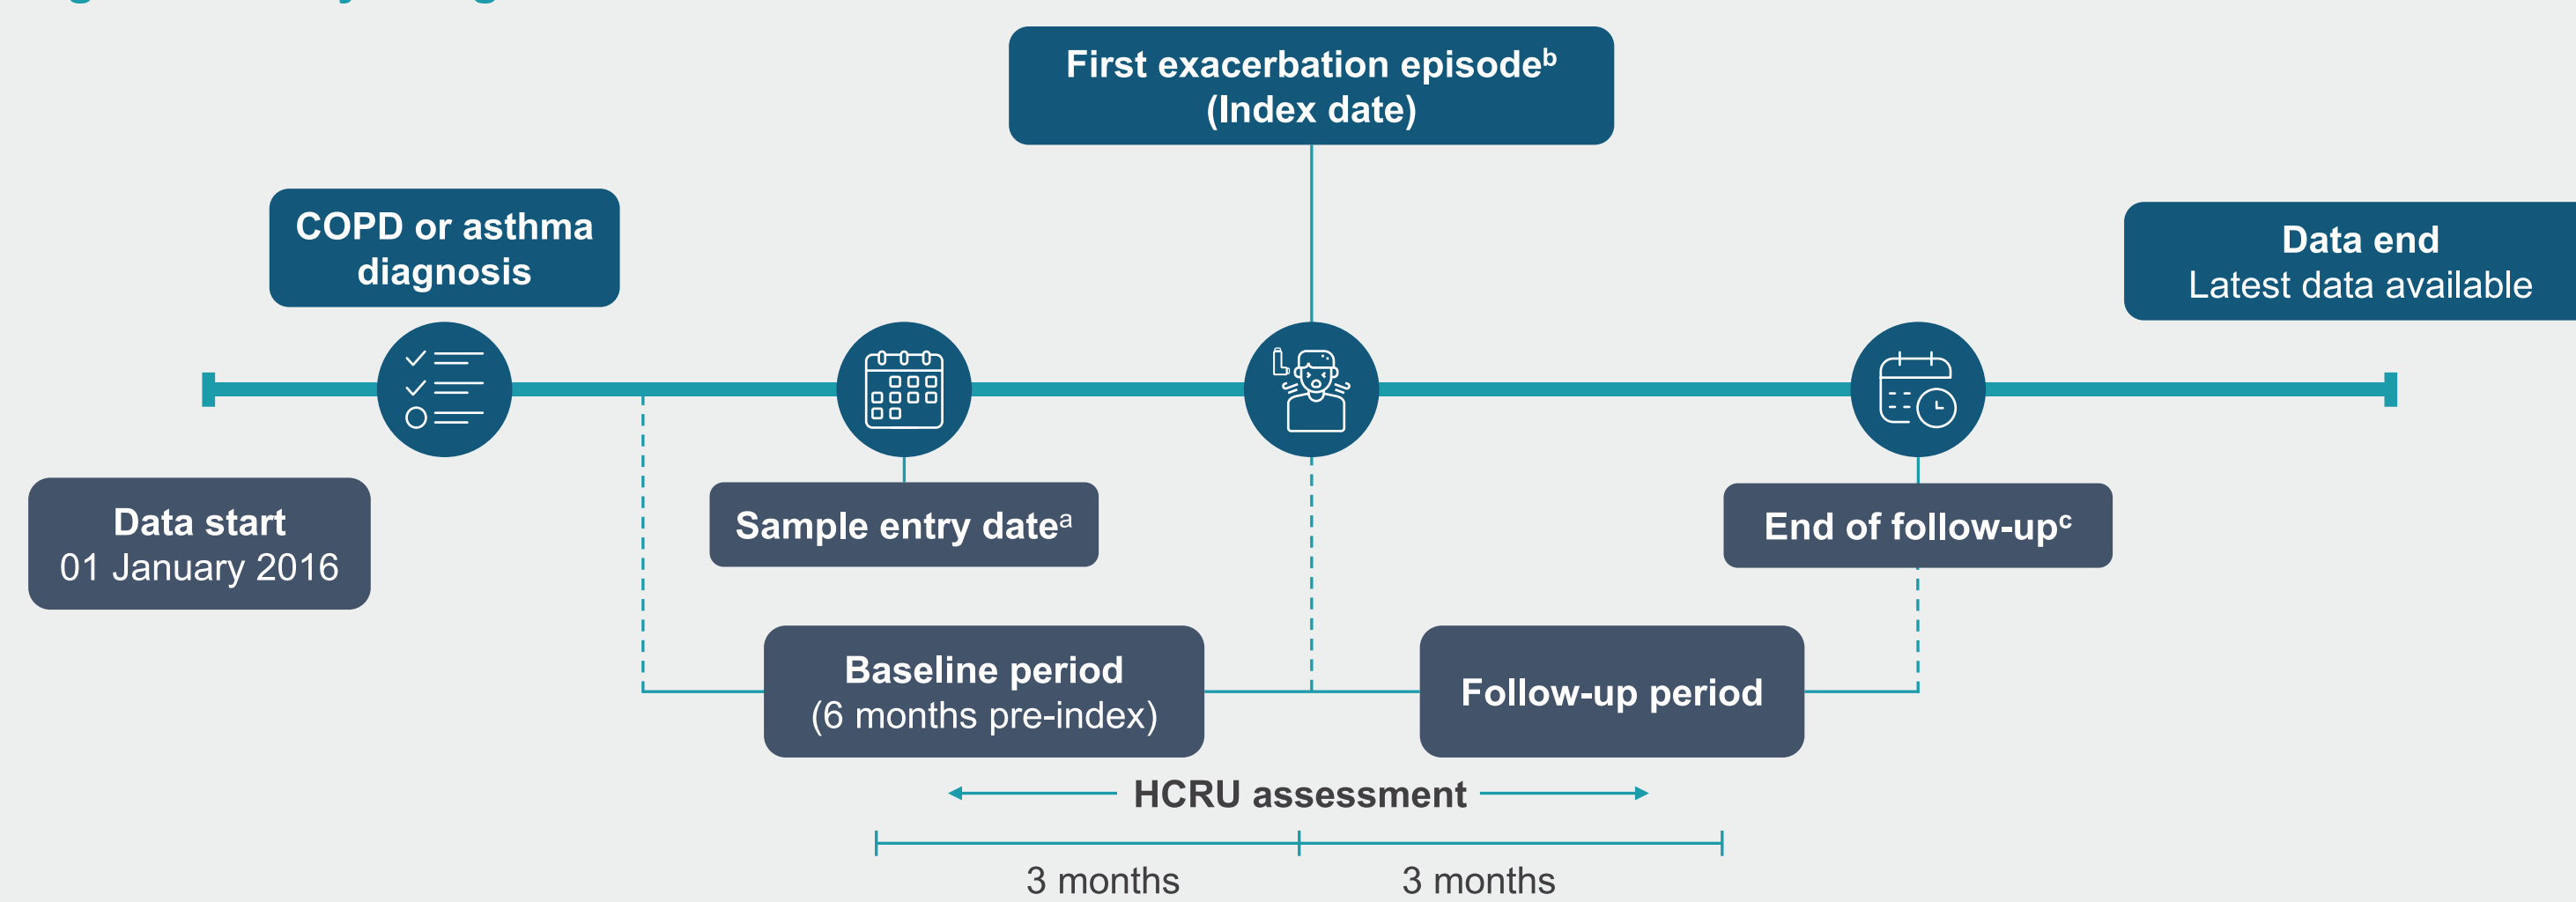 First exacerbation episodeᵇ
(Index date)
COPD or asthma
diagnosis
Data end
Latest data available
Data start
01 January 2016
Sample entry dateᵃ
End of follow-upᶜ
Baseline period
(6 months pre-index)
Follow-up period
HCRU assessment
3 months
3 months